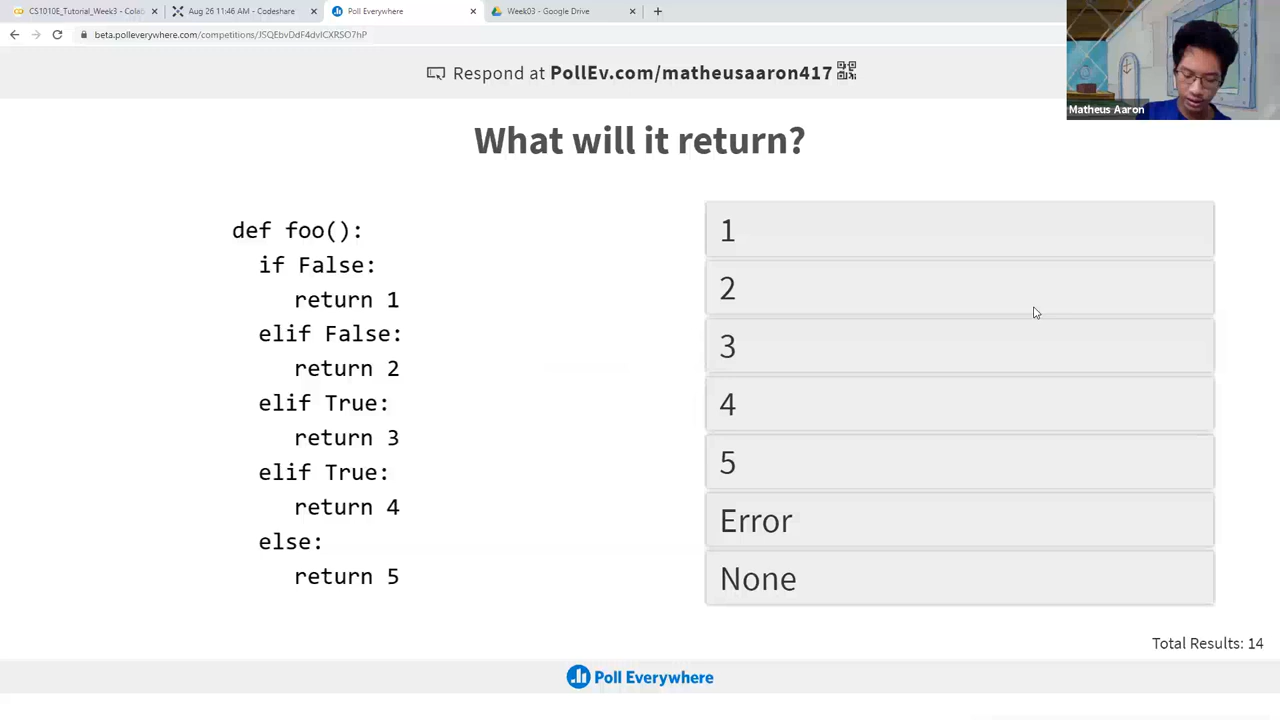 CS1010E_Tutorial_Week3 - Colab
Aug 26 11:46 AM - Codeshare
Poll Everywhere
Week03 - Google Drive
beta.polleverywhere.com/competitions/JSQEbvDdF4dvlCXRSO7hP
Respond at PollEv.com/matheusaaron417
Matheus Aaron
What will it return?
def foo():
if False:
return 1
elif False:
return 2
elif True:
return 3
elif True:
return 4
else:
return 5
1
2
3
4
5
Error
None
Total Results: 14
Poll Everywhere